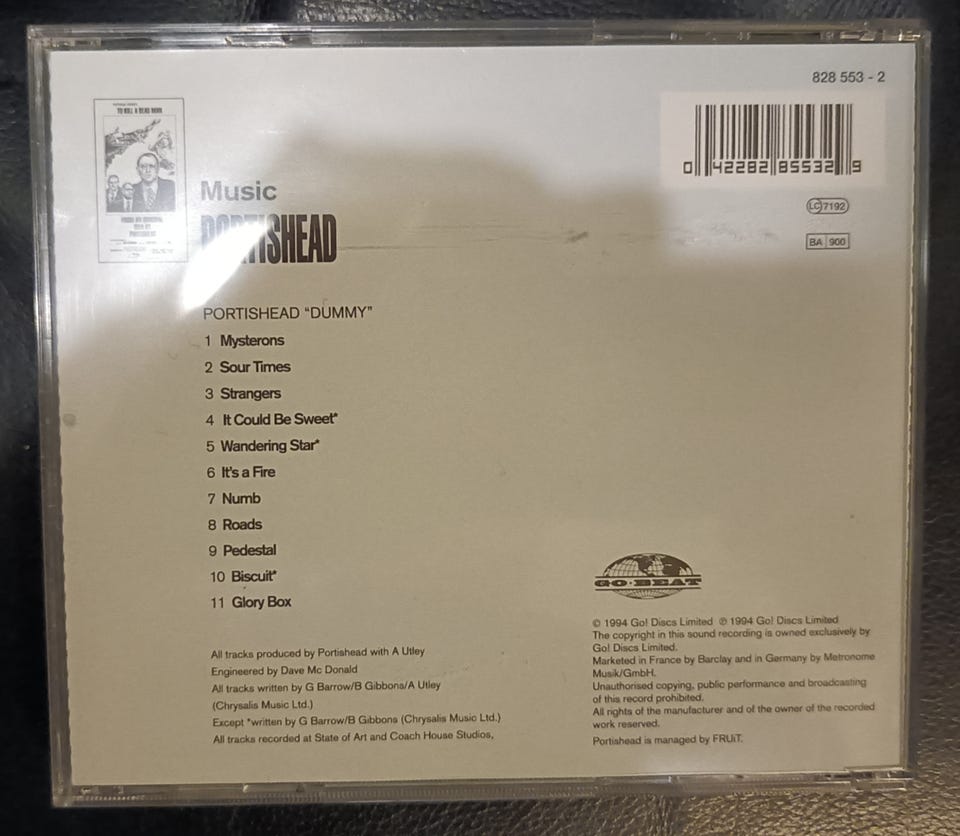 828 553 - 2
TO KILL A DEAD MAN
PORTISHEAD
0 42282 85532 9
LC 7192
BA 900
Music
PORTISHEAD
PORTISHEAD “DUMMY”
1 Mysterons
2 Sour Times
3 Strangers
4 It Could Be Sweet*
5 Wandering Star*
6 It's a Fire
7 Numb
8 Roads
9 Pedestal
10 Biscuit*
11 Glory Box
All tracks produced by Portishead with A Utley
Engineered by Dave Mc Donald
All tracks written by G Barrow/B Gibbons/A Utley
(Chrysalis Music Ltd.)
Except *written by G Barrow/B Gibbons (Chrysalis Music Ltd.)
All tracks recorded at State of Art and Coach House Studios,
GO·BEAT
© 1994 Go! Discs Limited ℗ 1994 Go! Discs Limited
The copyright in this sound recording is owned exclusively by
Go! Discs Limited.
Marketed in France by Barclay and in Germany by Metronome
Musik/GmbH.
Unauthorised copying, public performance and broadcasting
of this record prohibited.
All rights of the manufacturer and of the owner of the recorded
work reserved.
Portishead is managed by FRUiT.